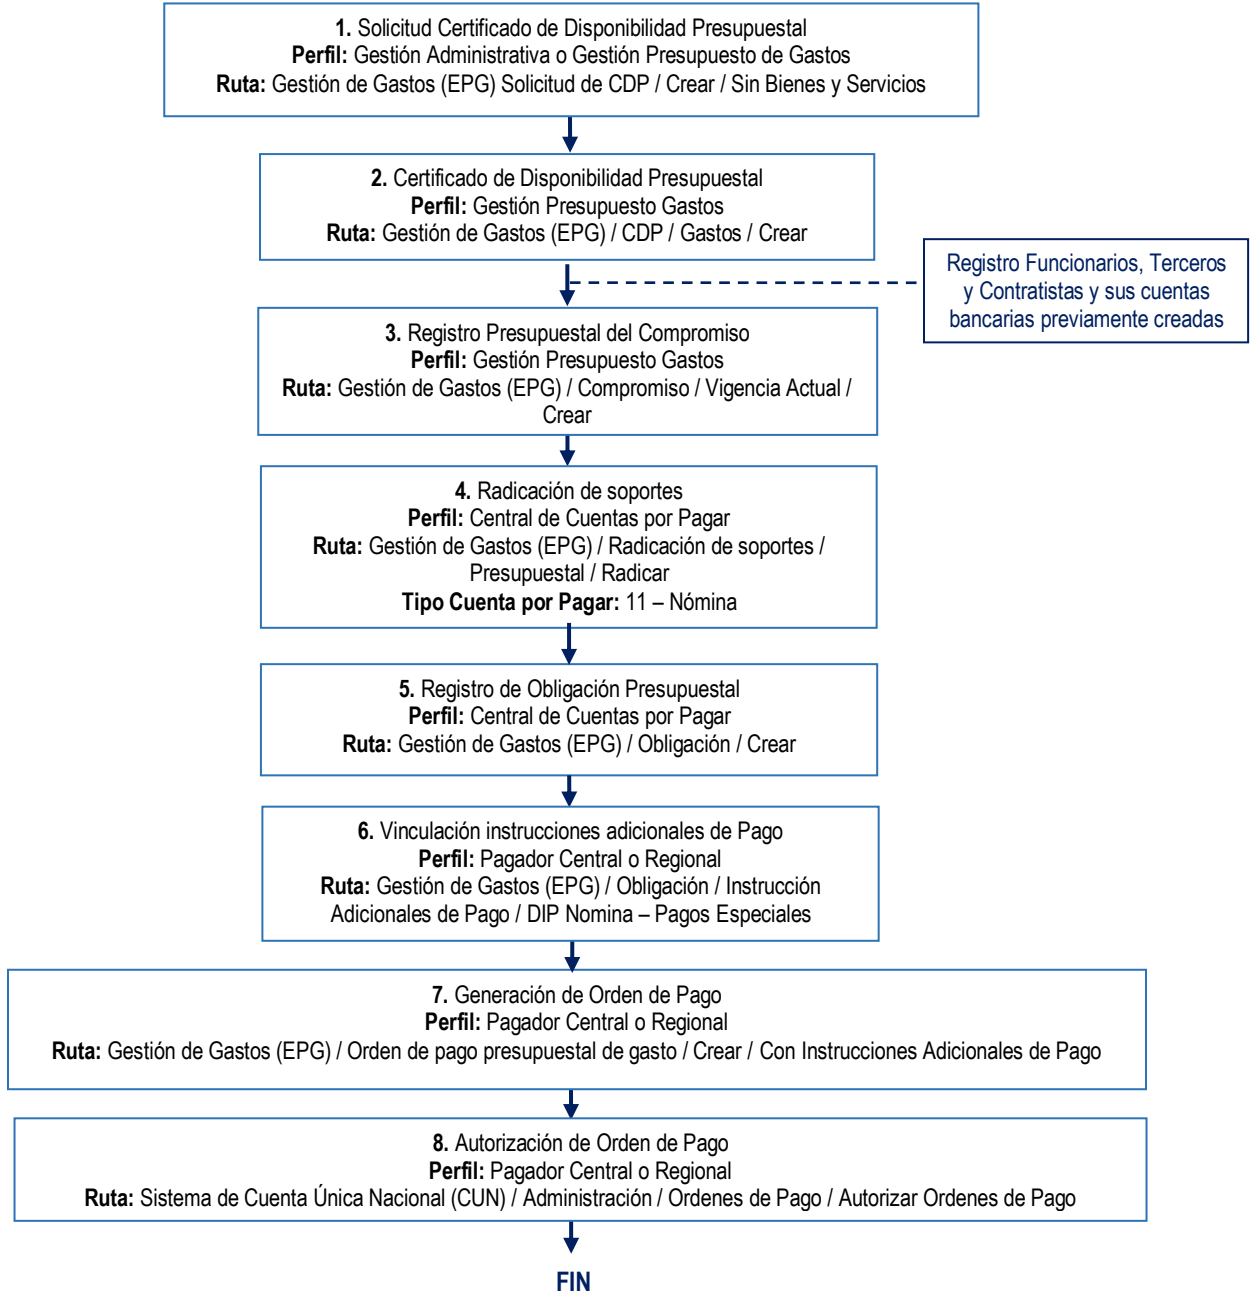 1. Solicitud Certificado de Disponibilidad Presupuestal
Perfil: Gestión Administrativa o Gestión Presupuesto de Gastos
Ruta: Gestión de Gastos (EPG) Solicitud de CDP / Crear / Sin Bienes y Servicios
2. Certificado de Disponibilidad Presupuestal
Perfil: Gestión Presupuesto Gastos
Ruta: Gestión de Gastos (EPG) / CDP / Gastos / Crear
Registro Funcionarios, Terceros
y Contratistas y sus cuentas
bancarias previamente creadas
3. Registro Presupuestal del Compromiso
Perfil: Gestión Presupuesto Gastos
Ruta: Gestión de Gastos (EPG) / Compromiso / Vigencia Actual /
Crear
4. Radicación de soportes
Perfil: Central de Cuentas por Pagar
Ruta: Gestión de Gastos (EPG) / Radicación de soportes /
Presupuestal / Radicar
Tipo Cuenta por Pagar: 11 – Nómina
5. Registro de Obligación Presupuestal
Perfil: Central de Cuentas por Pagar
Ruta: Gestión de Gastos (EPG) / Obligación / Crear
6. Vinculación instrucciones adicionales de Pago
Perfil: Pagador Central o Regional
Ruta: Gestión de Gastos (EPG) / Obligación / Instrucción
Adicionales de Pago / DIP Nomina – Pagos Especiales
7. Generación de Orden de Pago
Perfil: Pagador Central o Regional
Ruta: Gestión de Gastos (EPG) / Orden de pago presupuestal de gasto / Crear / Con Instrucciones Adicionales de Pago
8. Autorización de Orden de Pago
Perfil: Pagador Central o Regional
Ruta: Sistema de Cuenta Única Nacional (CUN) / Administración / Ordenes de Pago / Autorizar Ordenes de Pago
FIN